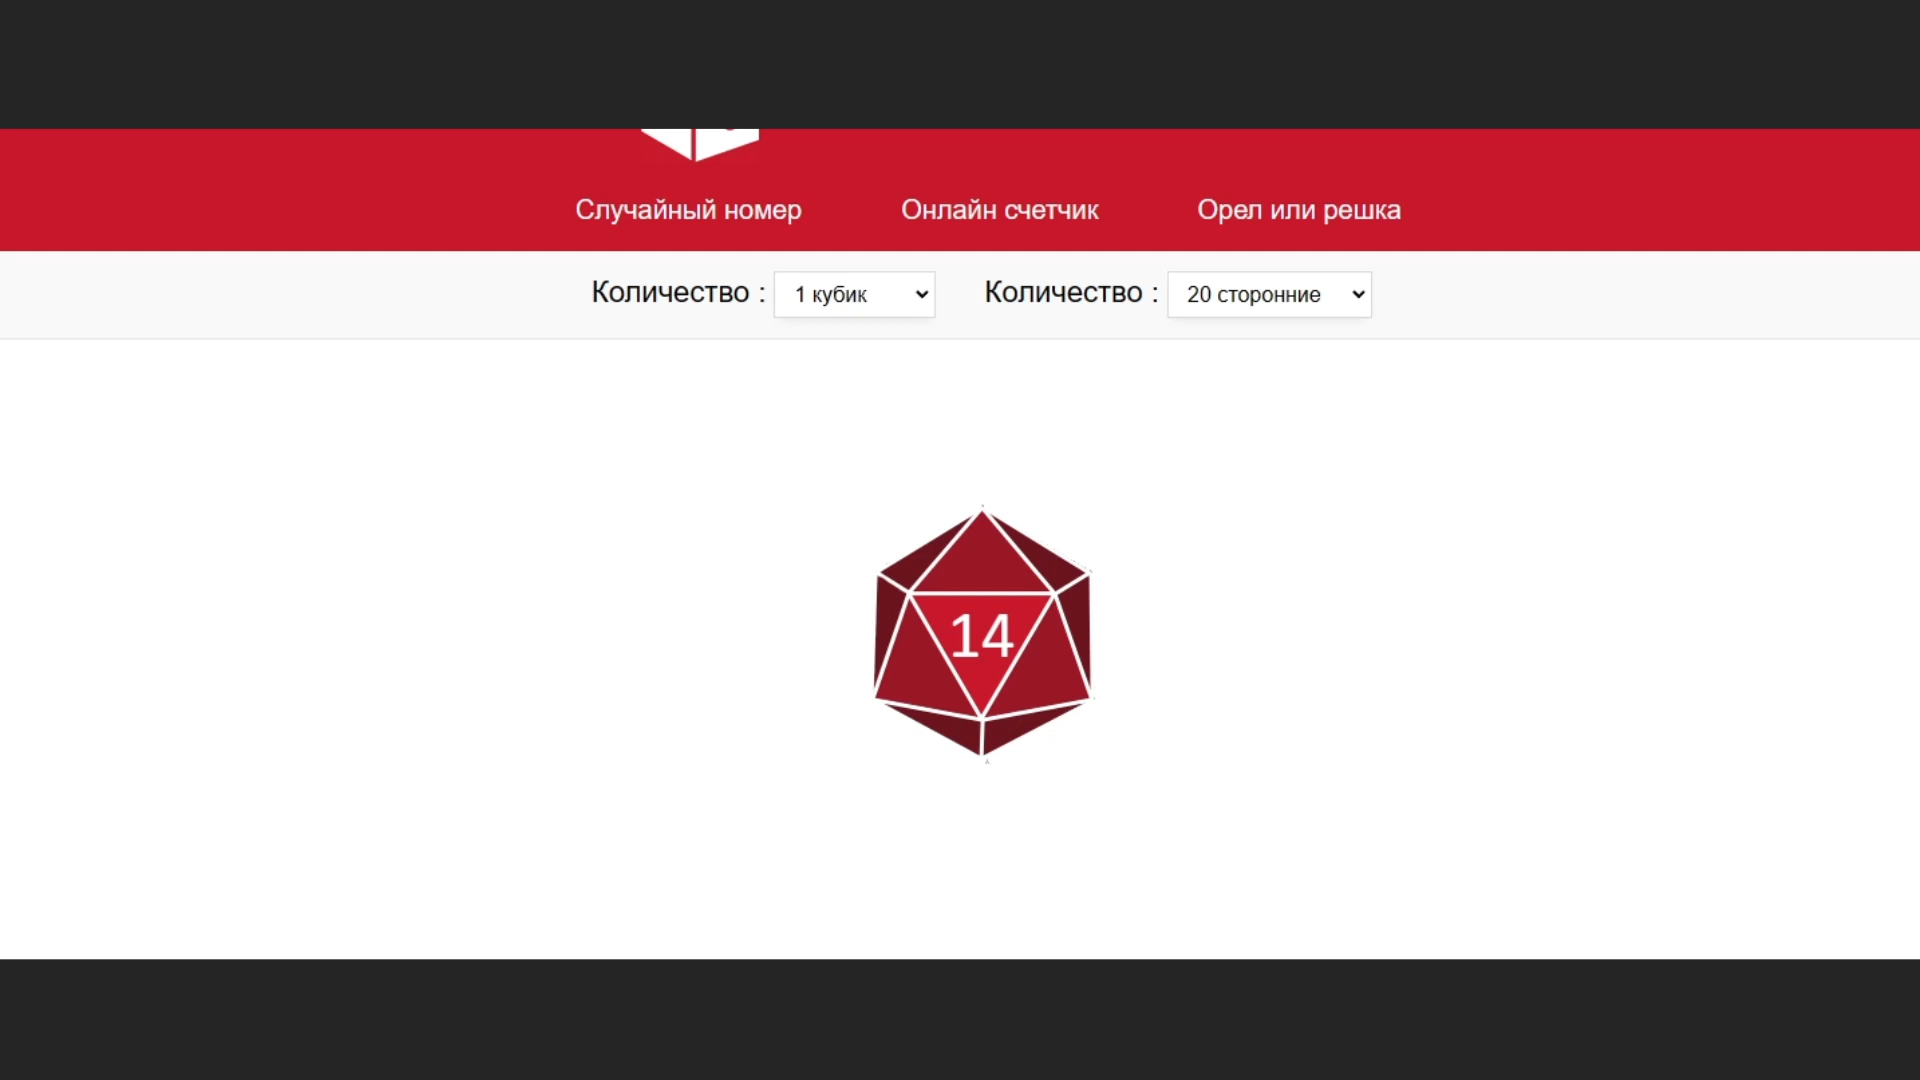 Случайный номер Онлайн счетчик Орел или решка
Количество : 1 кубик Количество : 20 сторонние
14